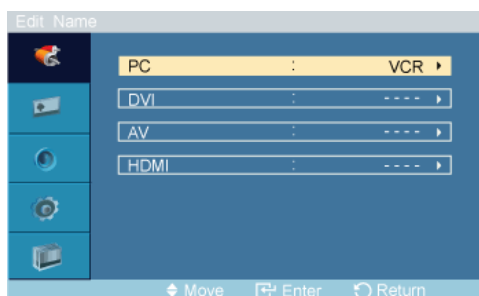 Edit Name
PC : VCR
DVI : - - - -
AV : - - - -
HDMI : - - - -
Move Enter Return